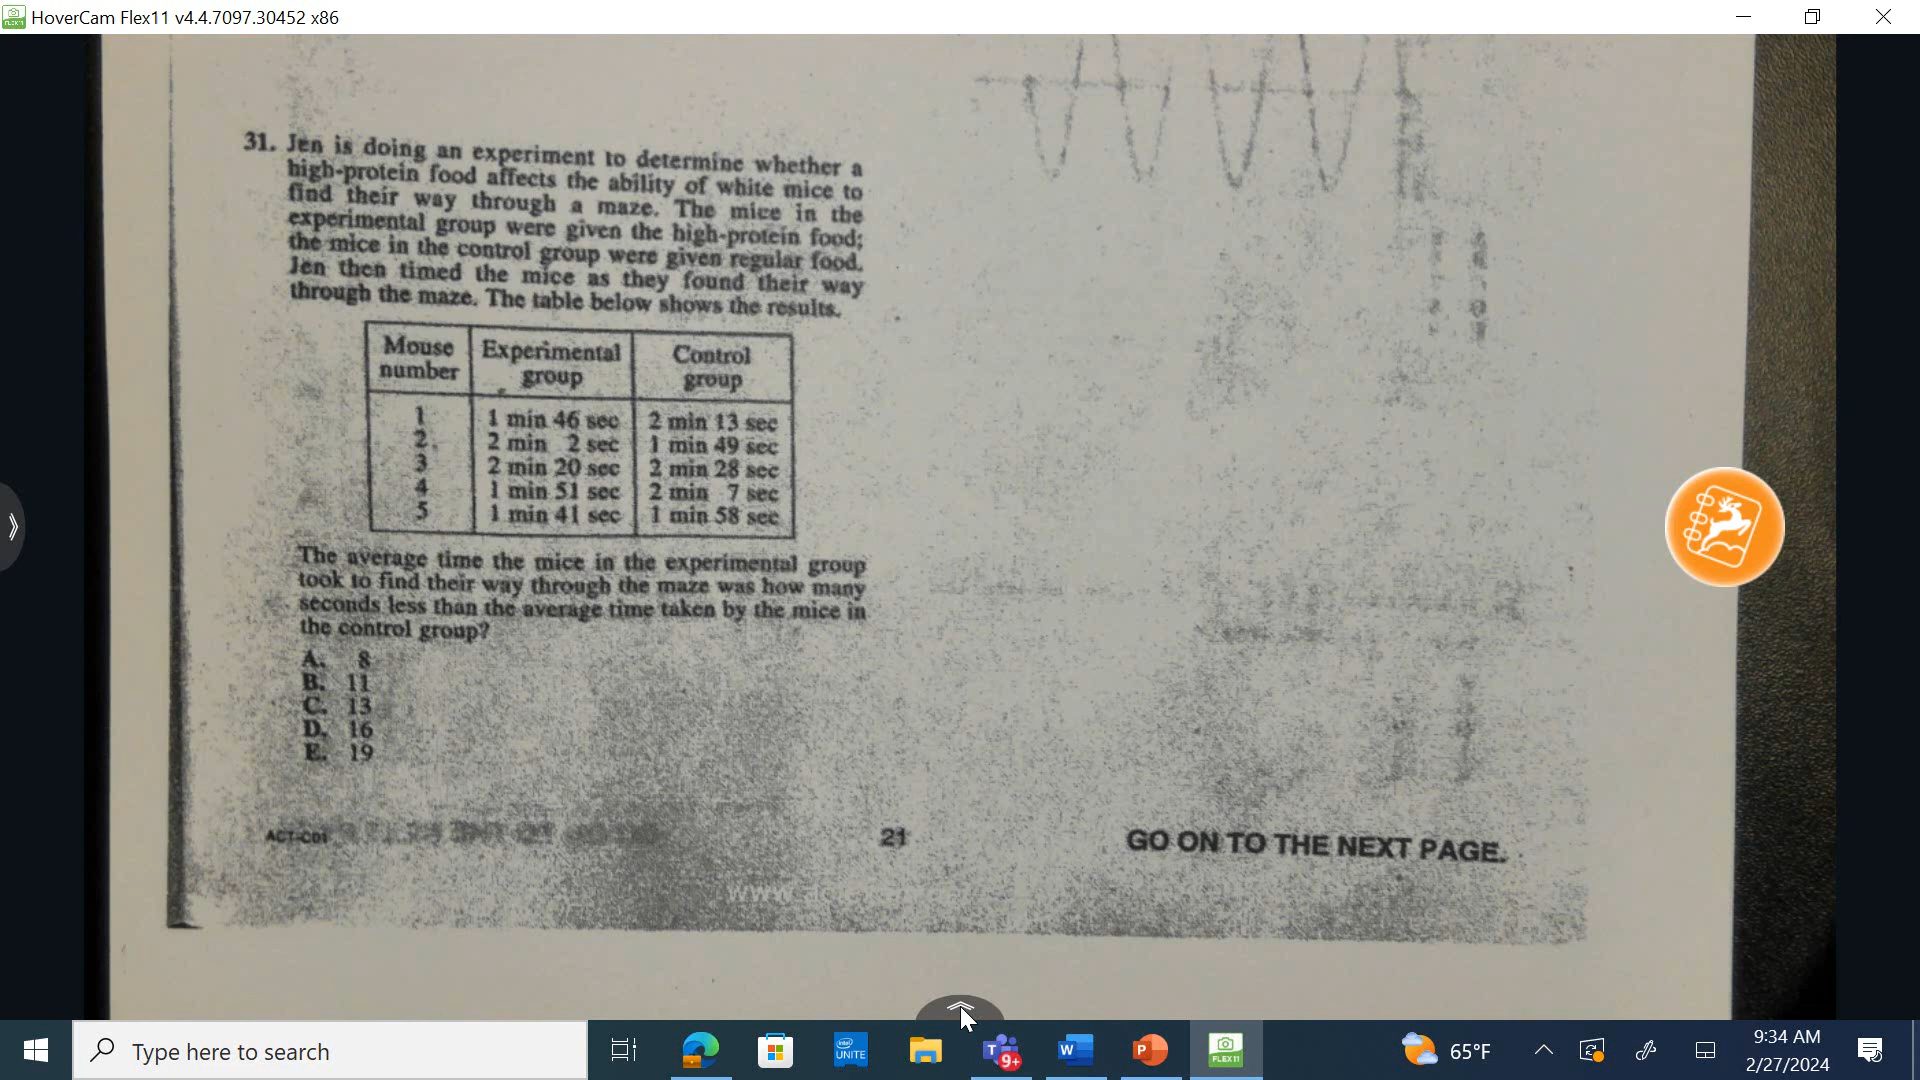 HoverCam Flex11 v4.4.7097.30452 x86
31. Jen is doing an experiment to determine whether a
high-protein food affects the ability of white mice to
find their way through a maze. The mice in the
experimental group were given the high-protein food;
the mice in the control group were given regular food.
Jen then timed the mice as they found their way
through the maze. The table below shows the results.
Mouse number Experimental group Control group
1 1 min 46 sec 2 min 13 sec
2 2 min 2 sec 1 min 49 sec
3 2 min 20 sec 2 min 28 sec
4 1 min 51 sec 2 min 7 sec
5 1 min 41 sec 1 min 58 sec
The average time the mice in the experimental group
took to find their way through the maze was how many
seconds less than the average time taken by the mice in
the control group?
A. 8
B. 11
C. 13
D. 16
E. 19
ACT-C01
21
GO ON TO THE NEXT PAGE.
Type here to search
intel UNITE
9+
FLEX11
65°F
9:34 AM
2/27/2024